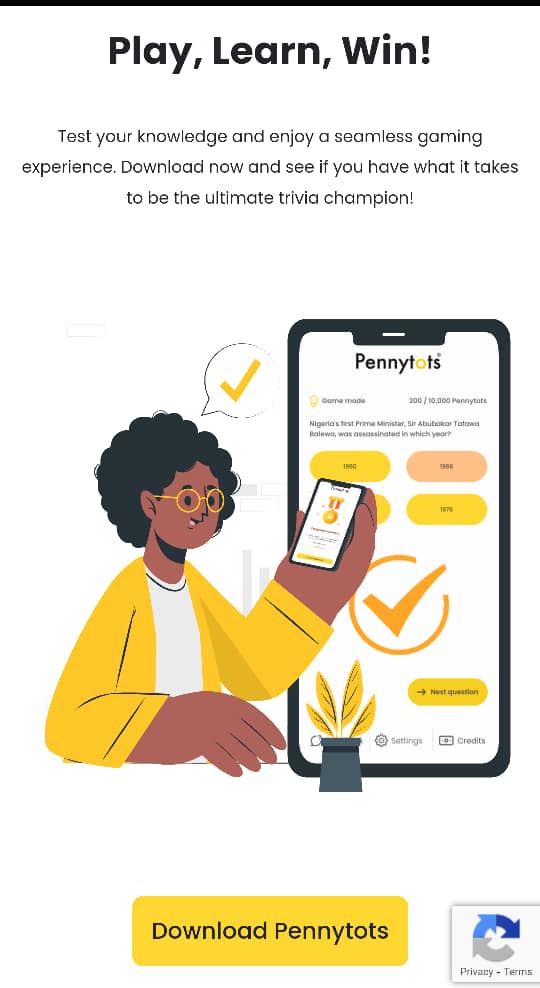 Play, Learn, Win!
Test your knowledge and enjoy a seamless gaming
experience. Download now and see if you have what it takes
to be the ultimate trivia champion!
Pennytots
Game mode
200 / 10,000 Pennytots
Nigeria's first Prime Minister, Sir Abubakar Tafawa
Balewa, was assassinated in which year?
1960
1966
1976
Next question
Settings
Credits
Download Pennytots
Privacy - Terms